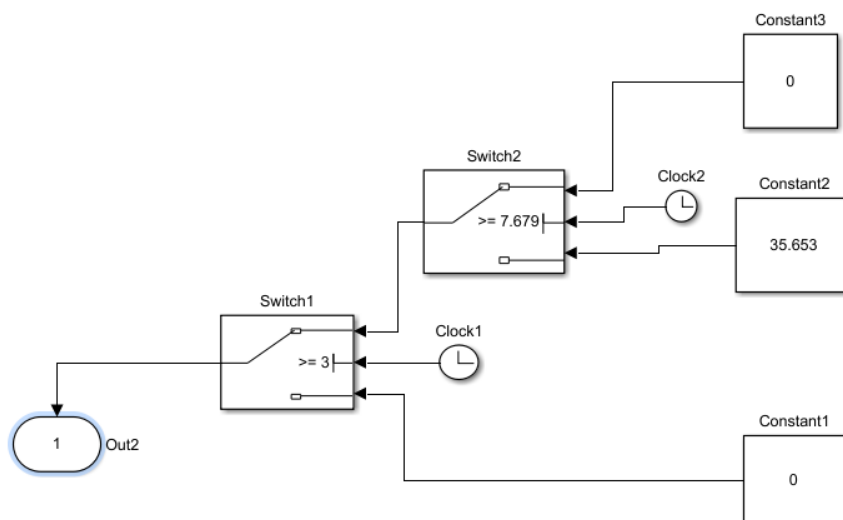 Constant3
0
Switch2
Clock2
Constant2
>= 7.679
35.653
Switch1
Clock1
>= 3
Constant1
1
Out2
0